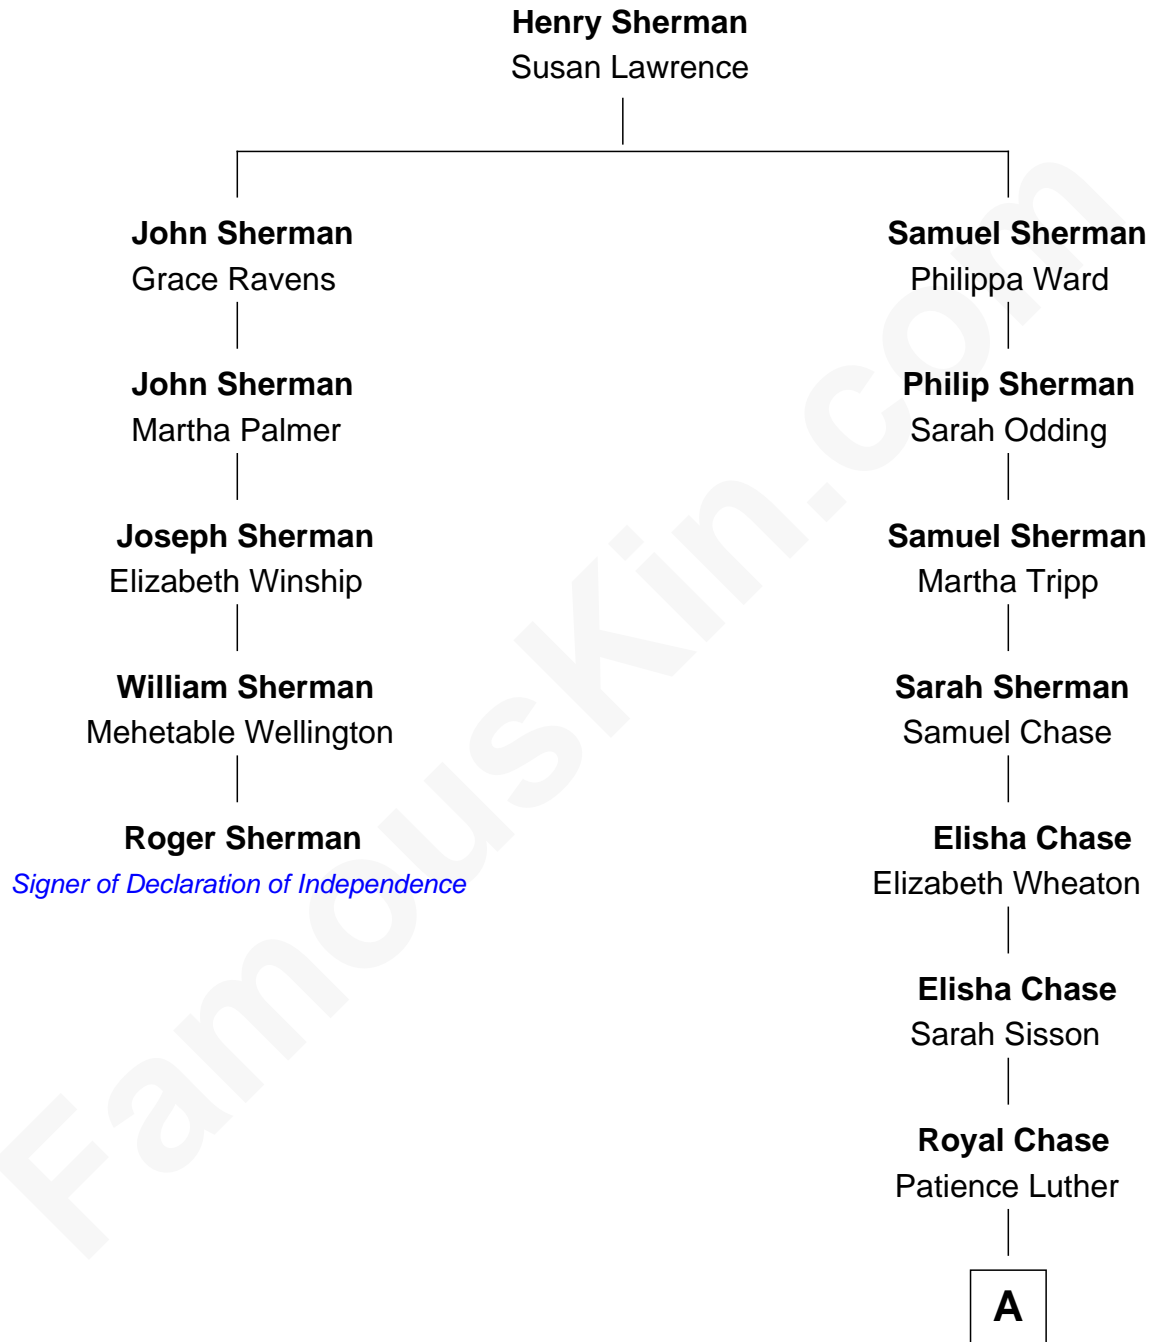 Henry Sherman
Susan Lawrence
John Sherman
Grace Ravens
John Sherman
Martha Palmer
Joseph Sherman
Elizabeth Winship
William Sherman
Mehetable Wellington
Roger Sherman
Signer of Declaration of Independence
Samuel Sherman
Philippa Ward
Philip Sherman
Sarah Odding
Samuel Sherman
Martha Tripp
Sarah Sherman
Samuel Chase
Elisha Chase
Elizabeth Wheaton
Elisha Chase
Sarah Sisson
Royal Chase
Patience Luther
A
FamousKin.com